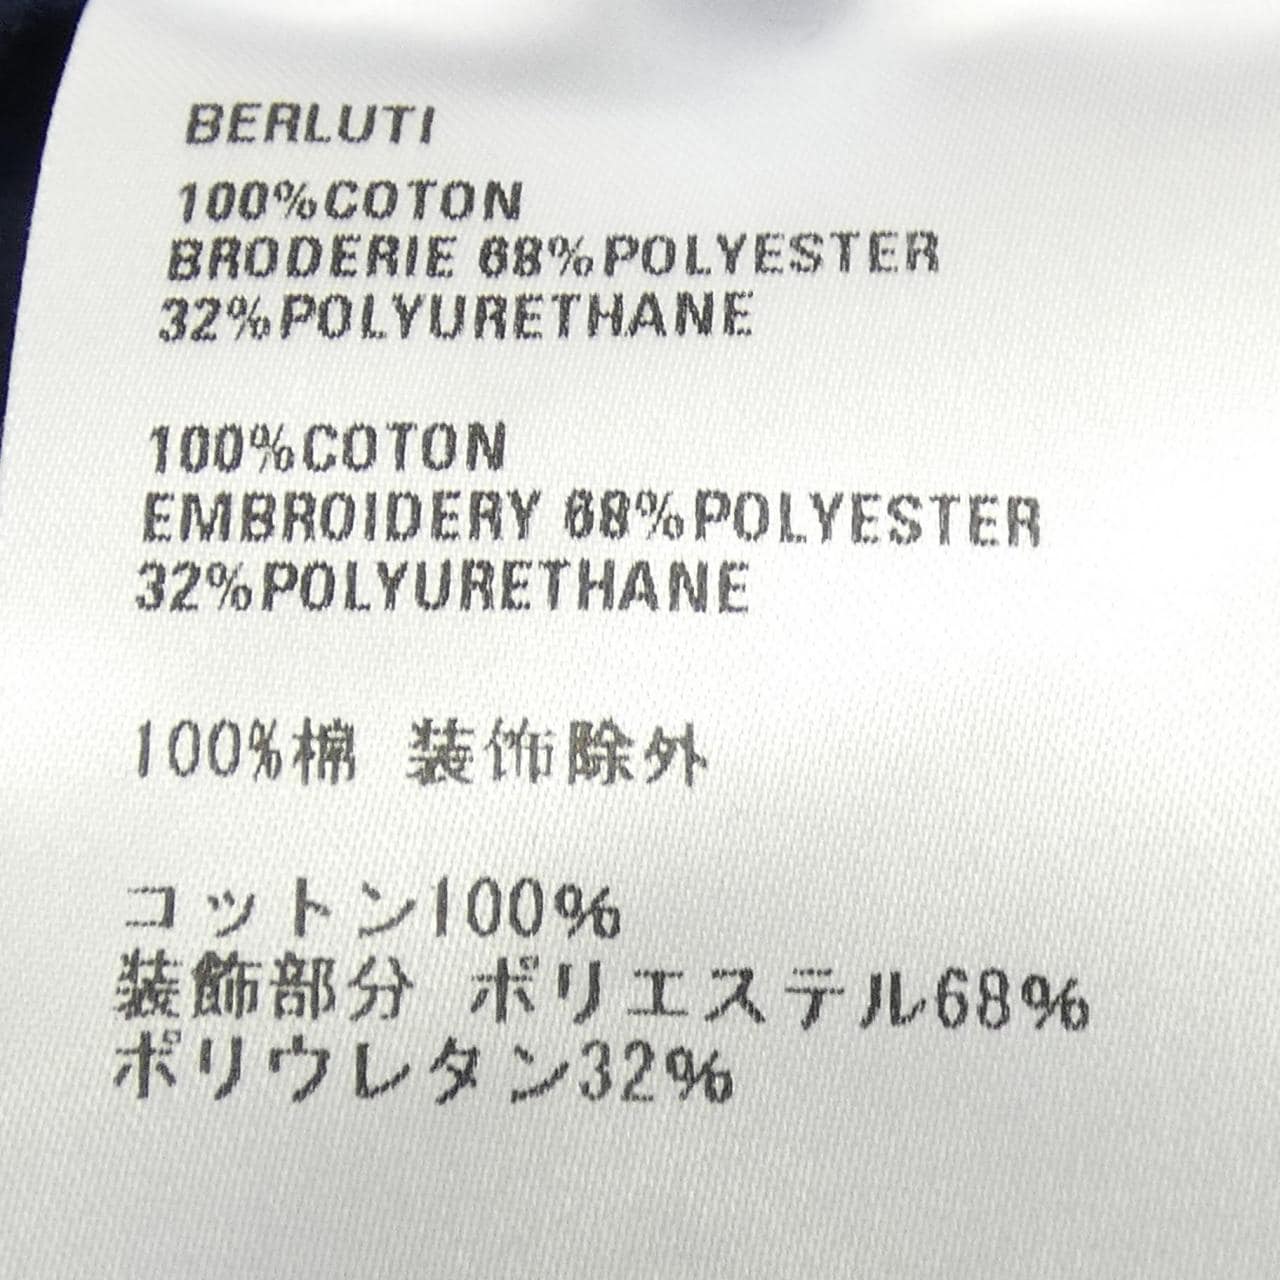 BERLUTI
100%COTON
BRODERIE 68%POLYESTER
32%POLYURETHANE
100%COTON
EMBROIDERY 68%POLYESTER
32%POLYURETHANE
100%棉 装饰除外
コットン100%
装飾部分 ポリエステル68%
ポリウレタン32%